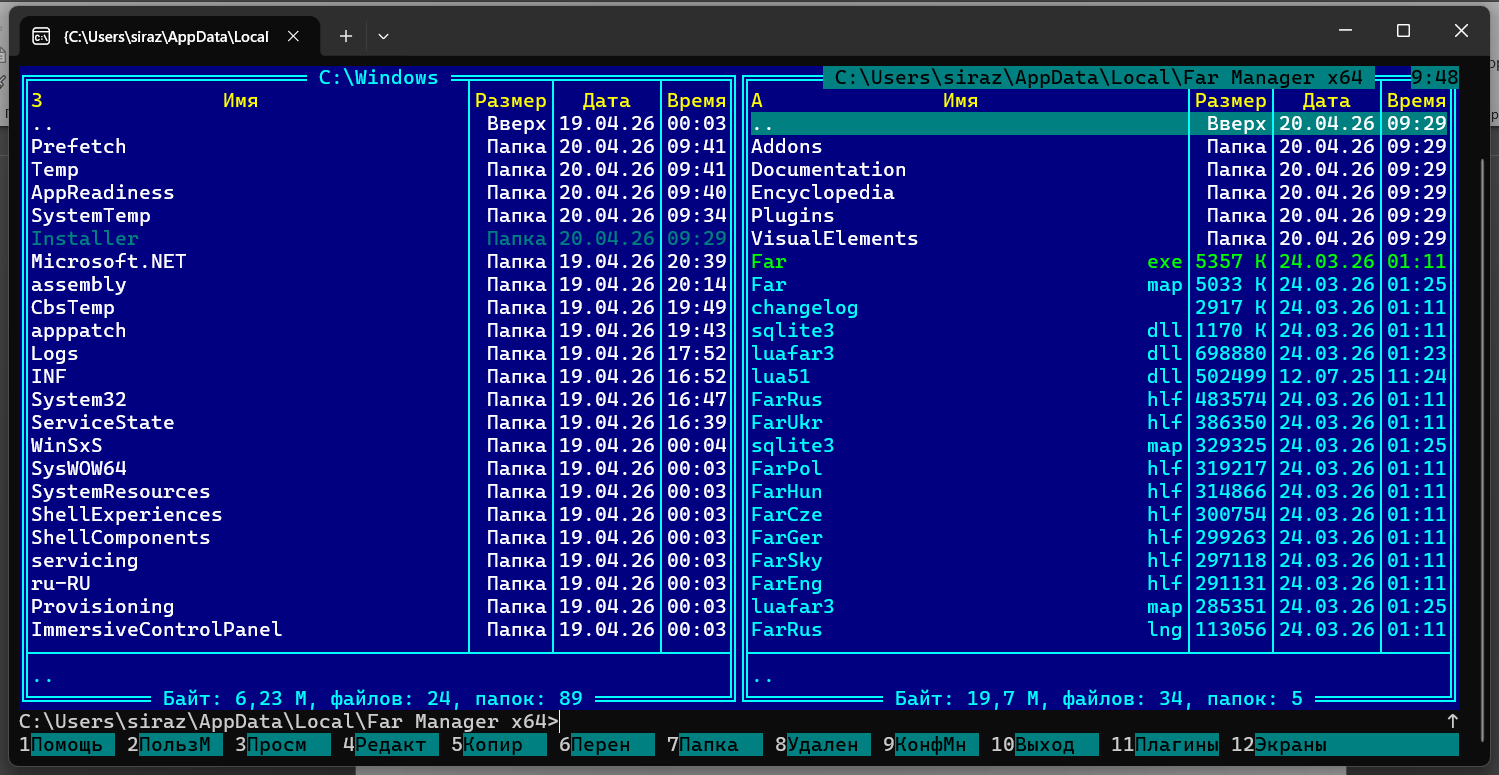 {C:\Users\siraz\AppData\Local
C:\Windows
C:\Users\siraz\AppData\Local\Far Manager x64 9:48
З Имя Размер Дата Время
.. Вверх 19.04.26 00:03
Prefetch Папка 20.04.26 09:41
Temp Папка 20.04.26 09:41
AppReadiness Папка 20.04.26 09:40
SystemTemp Папка 20.04.26 09:34
Installer Папка 20.04.26 09:29
Microsoft.NET Папка 19.04.26 20:39
assembly Папка 19.04.26 20:14
CbsTemp Папка 19.04.26 19:49
apppatch Папка 19.04.26 19:43
Logs Папка 19.04.26 17:52
INF Папка 19.04.26 16:52
System32 Папка 19.04.26 16:47
ServiceState Папка 19.04.26 16:39
WinSxS Папка 19.04.26 00:04
SysWOW64 Папка 19.04.26 00:03
SystemResources Папка 19.04.26 00:03
ShellExperiences Папка 19.04.26 00:03
ShellComponents Папка 19.04.26 00:03
servicing Папка 19.04.26 00:03
ru-RU Папка 19.04.26 00:03
Provisioning Папка 19.04.26 00:03
ImmersiveControlPanel Папка 19.04.26 00:03
..
Байт: 6,23 М, файлов: 24, папок: 89
А Имя Размер Дата Время
.. Вверх 20.04.26 09:29
Addons Папка 20.04.26 09:29
Documentation Папка 20.04.26 09:29
Encyclopedia Папка 20.04.26 09:29
Plugins Папка 20.04.26 09:29
VisualElements Папка 20.04.26 09:29
Far exe 5357 К 24.03.26 01:11
Far map 5033 К 24.03.26 01:25
changelog 2917 К 24.03.26 01:11
sqlite3 dll 1170 К 24.03.26 01:11
luafar3 dll 698880 24.03.26 01:23
lua51 dll 502499 12.07.25 11:24
FarRus hlf 483574 24.03.26 01:11
FarUkr hlf 386350 24.03.26 01:11
sqlite3 map 329325 24.03.26 01:25
FarPol hlf 319217 24.03.26 01:11
FarHun hlf 314866 24.03.26 01:11
FarCze hlf 300754 24.03.26 01:11
FarGer hlf 299263 24.03.26 01:11
FarSky hlf 297118 24.03.26 01:11
FarEng hlf 291131 24.03.26 01:11
luafar3 map 285351 24.03.26 01:25
FarRus lng 113056 24.03.26 01:11
..
Байт: 19,7 М, файлов: 34, папок: 5
C:\Users\siraz\AppData\Local\Far Manager x64>
1Помощь 2ПользМ 3Просм 4Редакт 5Копир 6Перен 7Папка 8Удален 9КонфМн 10Выход 11Плагины 12Экраны